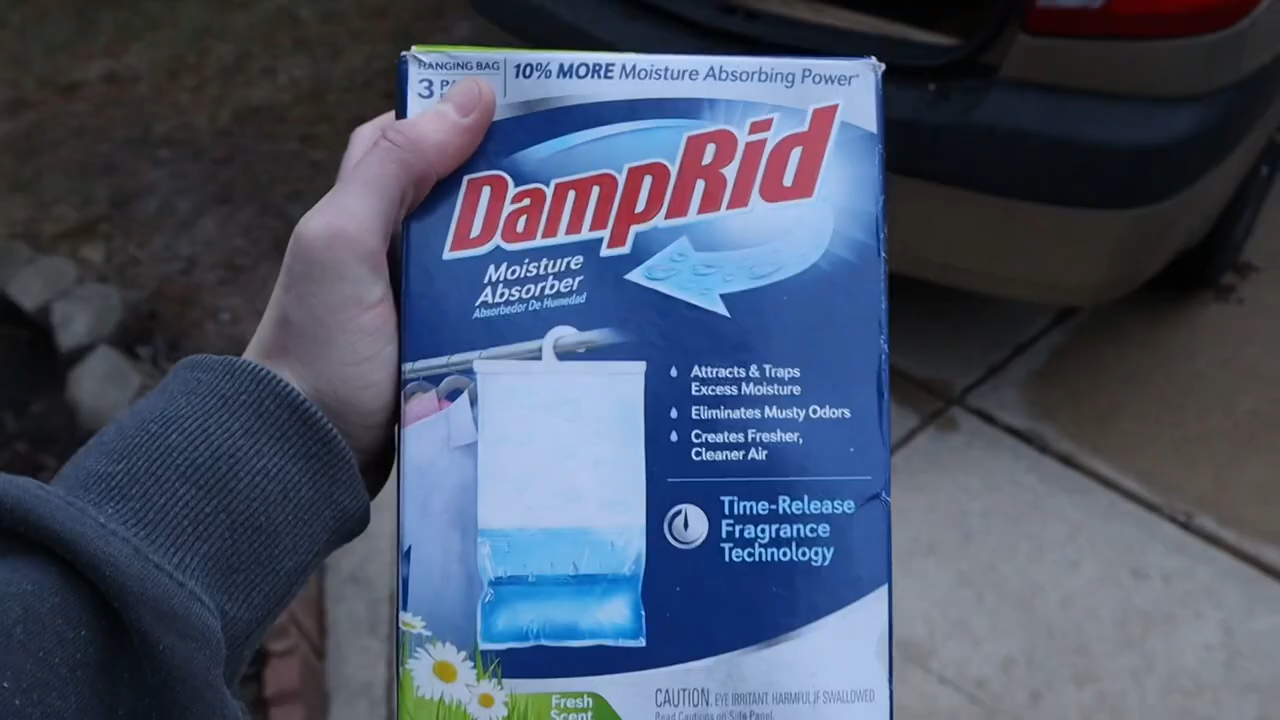 HANGING BAG
3
10% MORE Moisture Absorbing Power
DampRid
Moisture
Absorber
Absorbedor De Humedad
Attracts & Traps
Excess Moisture
Eliminates Musty Odors
Creates Fresher,
Cleaner Air
Time-Release
Fragrance
Technology
Fresh
Scent
CAUTION. EYE IRRITANT. HARMFUL IF SWALLOWED
Read Cautions on Side Panel.